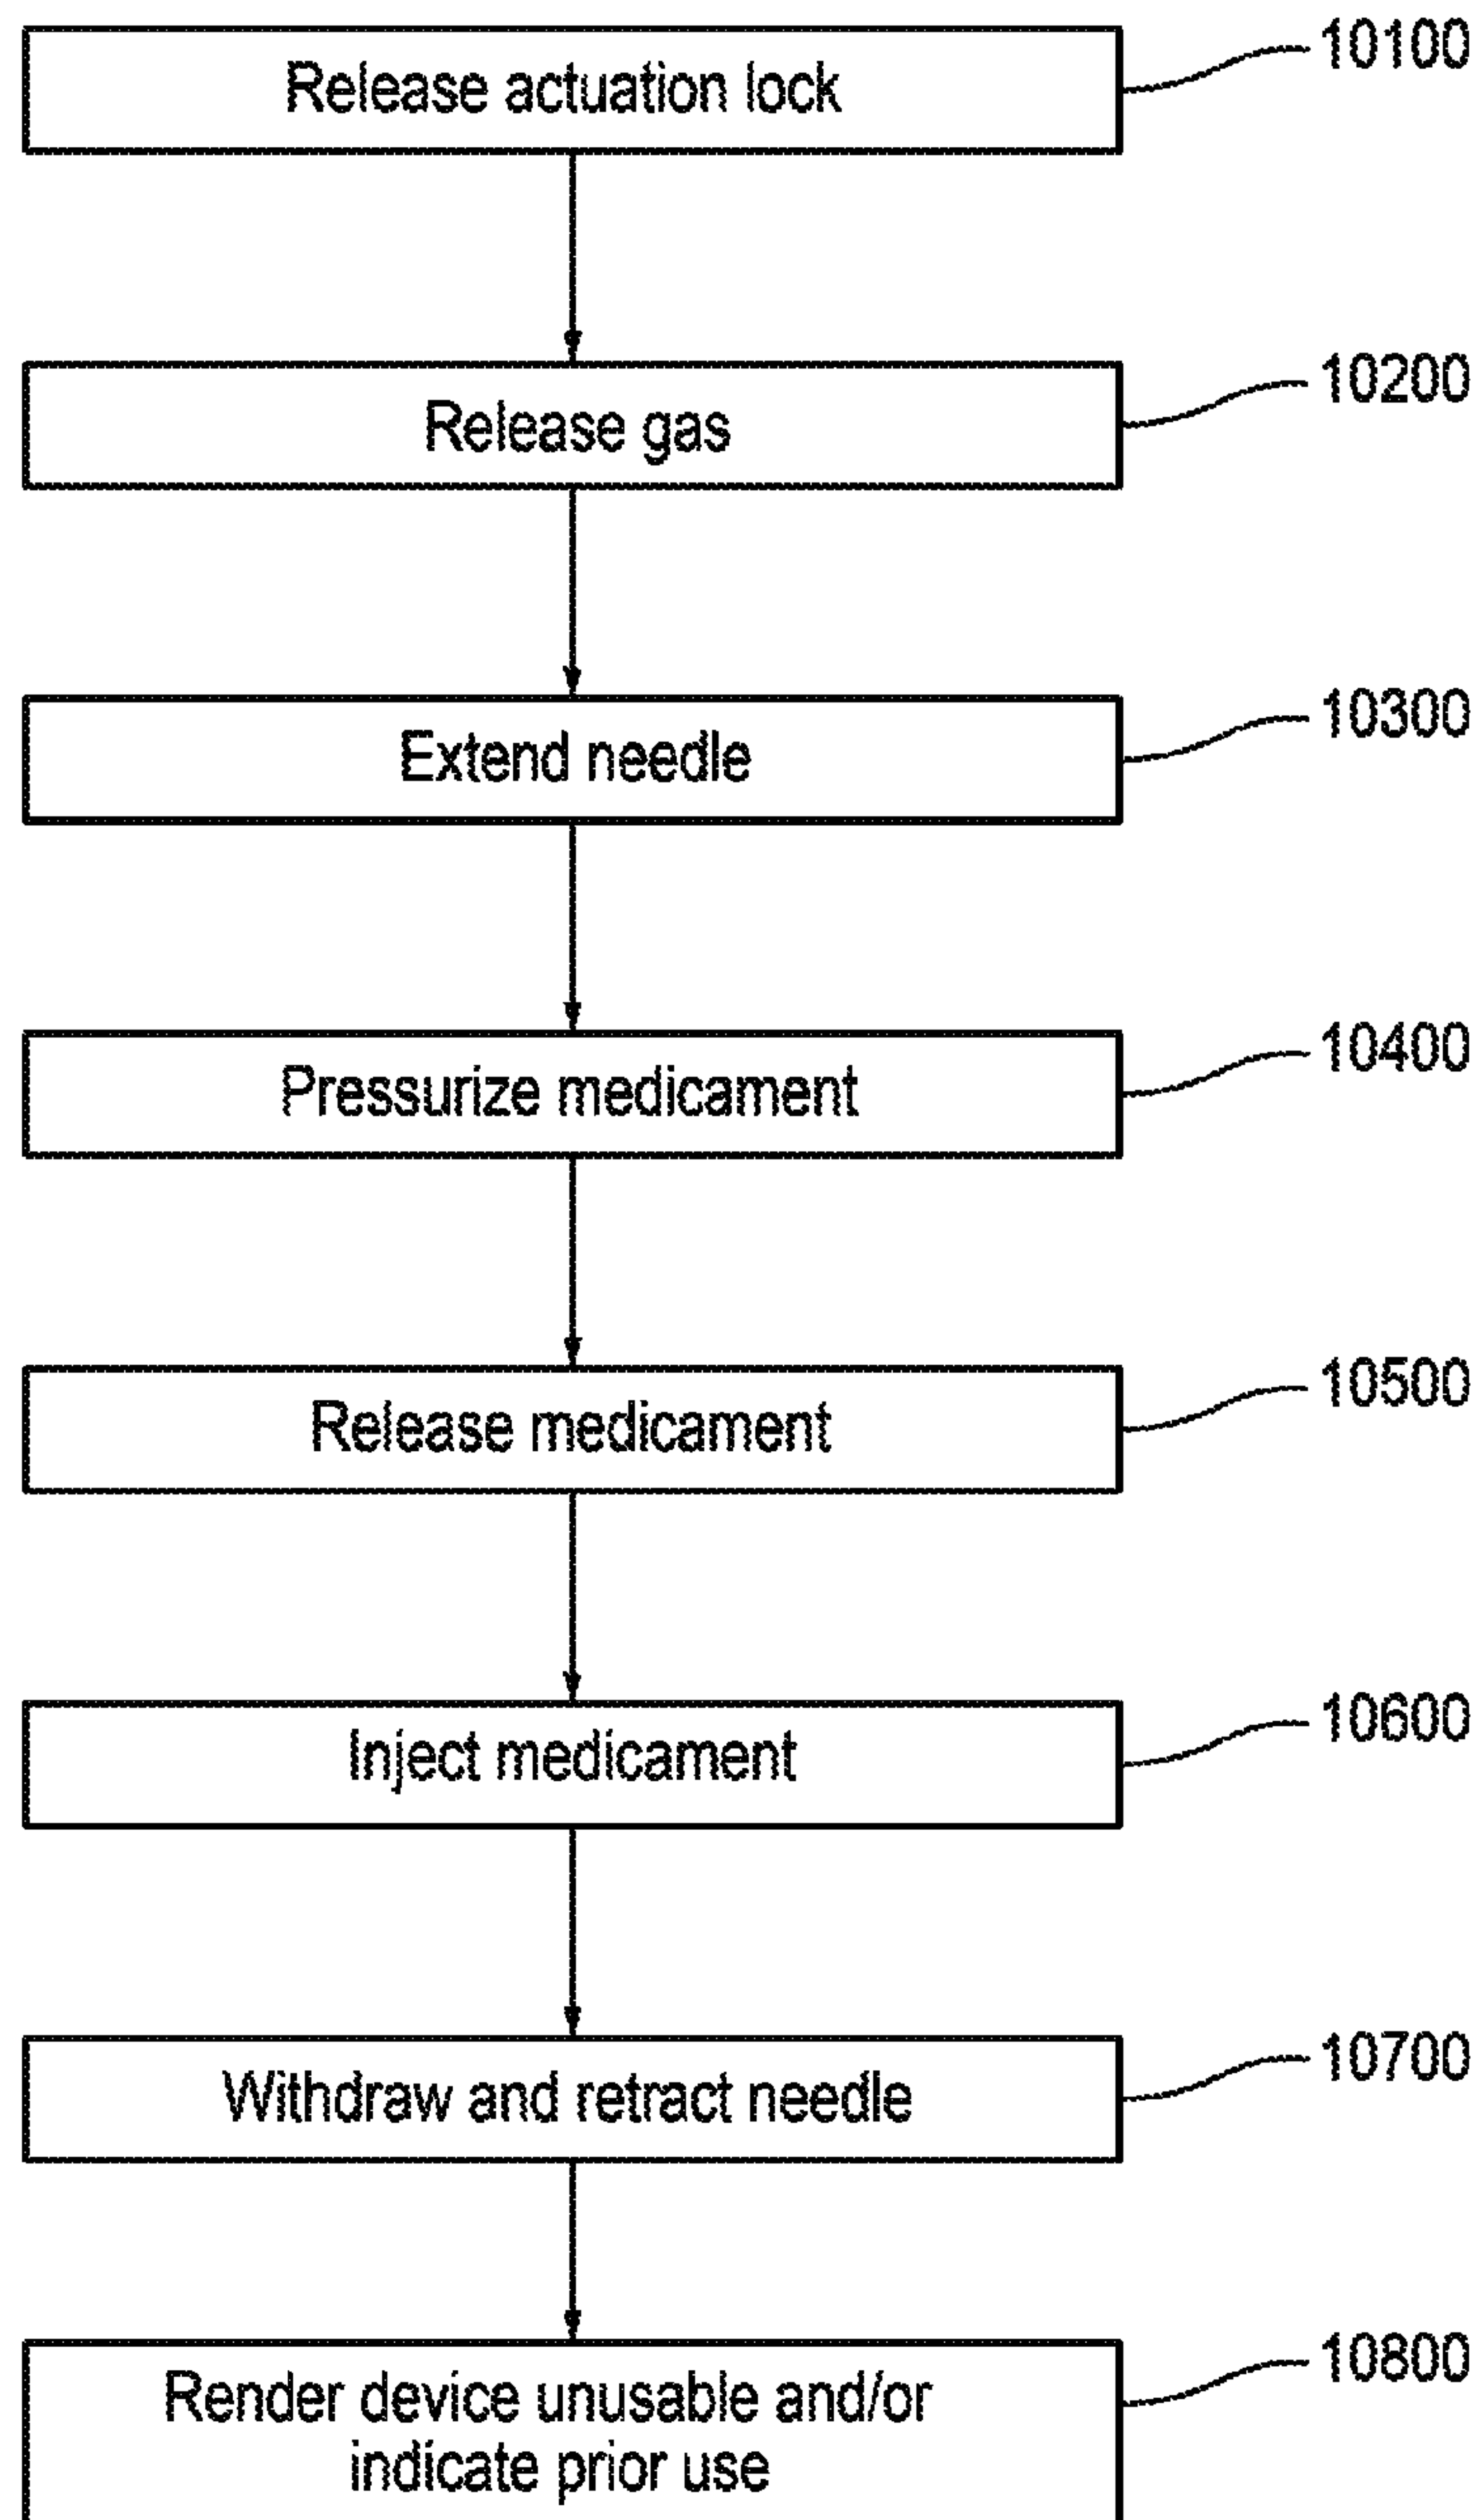 Release actuation lock
10100
Release gas
10200
Extend needle
10300
Pressurize medicament
10400
Release medicament
10500
Inject medicament
10600
Withdraw and retract needle
10700
Render device unusable and/or
indicate prior use
10800